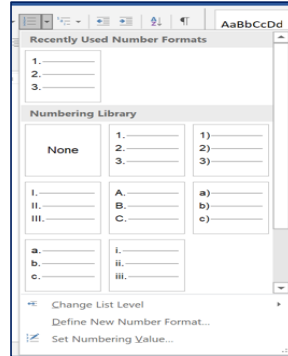 AaBbCcDd
Recently Used Number Formats
1.
2.
3.
Numbering Library
None
1.
2.
3.
1)
2)
3)
I.
II.
III.
A.
B.
C.
a)
b)
c)
a.
b.
c.
i.
ii.
iii.
Change List Level
Define New Number Format...
Set Numbering Value...